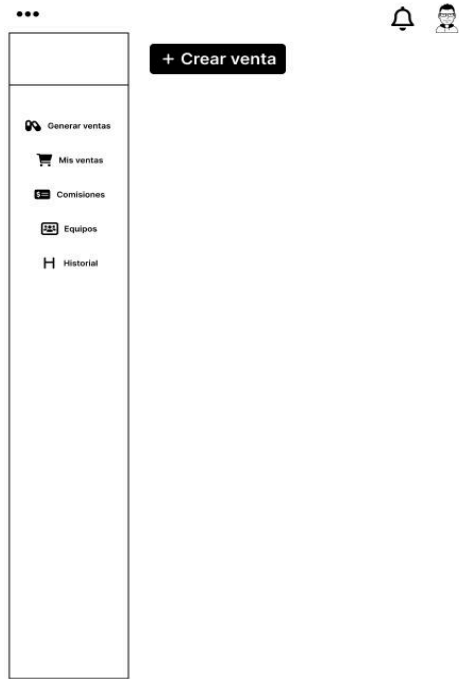 + Crear venta
Generar ventas
Mis ventas
Comisiones
Equipos
Historial